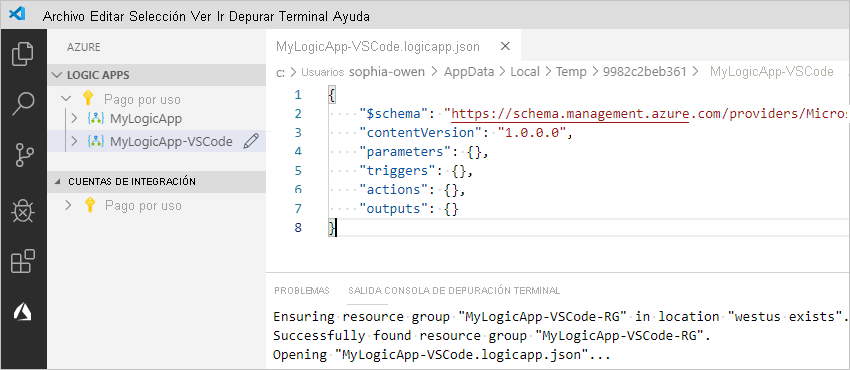 Archivo Editar Selección Ver Ir Depurar Terminal Ayuda
AZURE
LOGIC APPS
Pago por uso
MyLogicApp
MyLogicApp-VSCode
CUENTAS DE INTEGRACIÓN
Pago por uso
MyLogicApp-VSCode.logicapp.json
c: > Usuarios sophia-owen > AppData > Local > Temp > 9982c2beb361 > MyLogicApp-VSCode
1 {
2 "$schema": "https://schema.management.azure.com/providers/Micros
3 "contentVersion": "1.0.0.0",
4 "parameters": {},
5 "triggers": {},
6 "actions": {},
7 "outputs": {}
8 }
PROBLEMAS SALIDA CONSOLA DE DEPURACIÓN TERMINAL
Ensuring resource group "MyLogicApp-VSCode-RG" in location "westus exists".
Successfully found resource group "MyLogicApp-VSCode-RG".
Opening "MyLogicApp-VSCode.logicapp.json"...